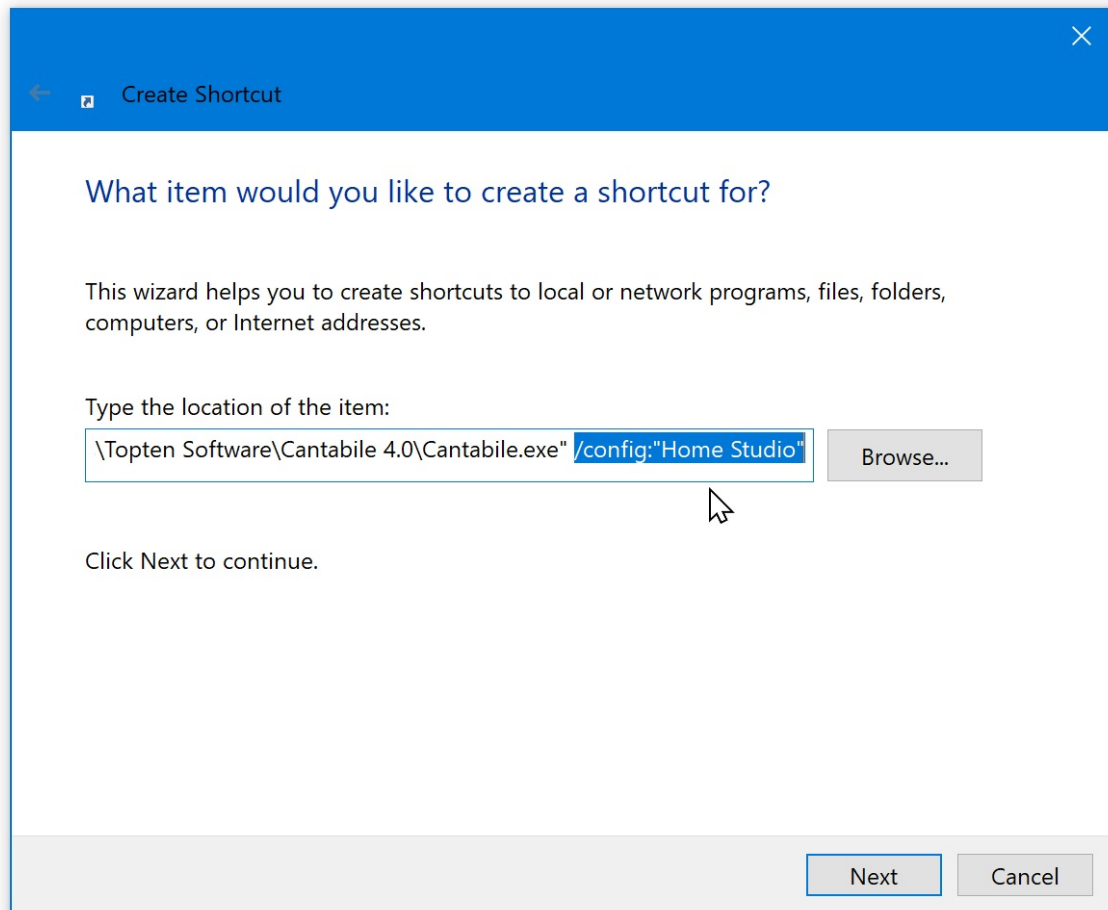 Create Shortcut
What item would you like to create a shortcut for?
This wizard helps you to create shortcuts to local or network programs, files, folders,
computers, or Internet addresses.
Type the location of the item:
\Topten Software\Cantabile 4.0\Cantabile.exe" /config:"Home Studio"
Browse...
Click Next to continue.
Next
Cancel